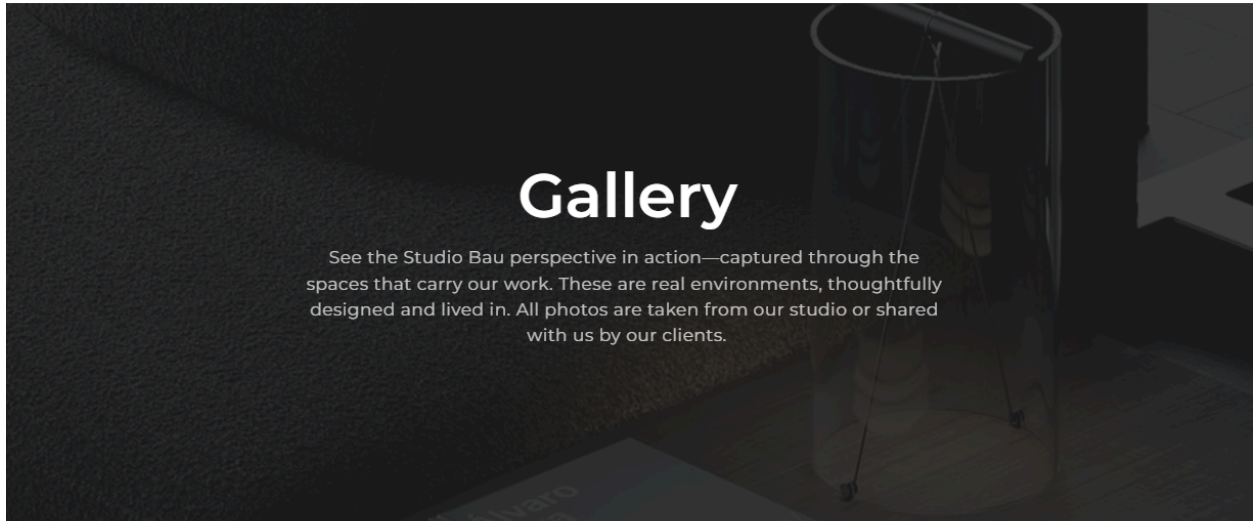 Gallery
See the Studio Bau perspective in action—captured through the
spaces that carry our work. These are real environments, thoughtfully
designed and lived in. All photos are taken from our studio or shared
with us by our clients.
Álvaro